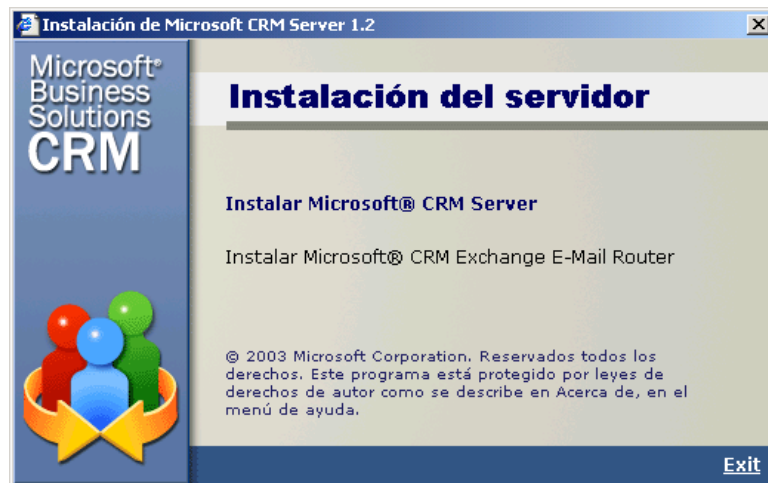 Instalación de Microsoft CRM Server 1.2
Microsoft®
Business
Solutions
CRM
Instalación del servidor
Instalar Microsoft® CRM Server
Instalar Microsoft® CRM Exchange E-Mail Router
© 2003 Microsoft Corporation. Reservados todos los
derechos. Este programa está protegido por leyes de
derechos de autor como se describe en Acerca de, en el
menú de ayuda.
Exit